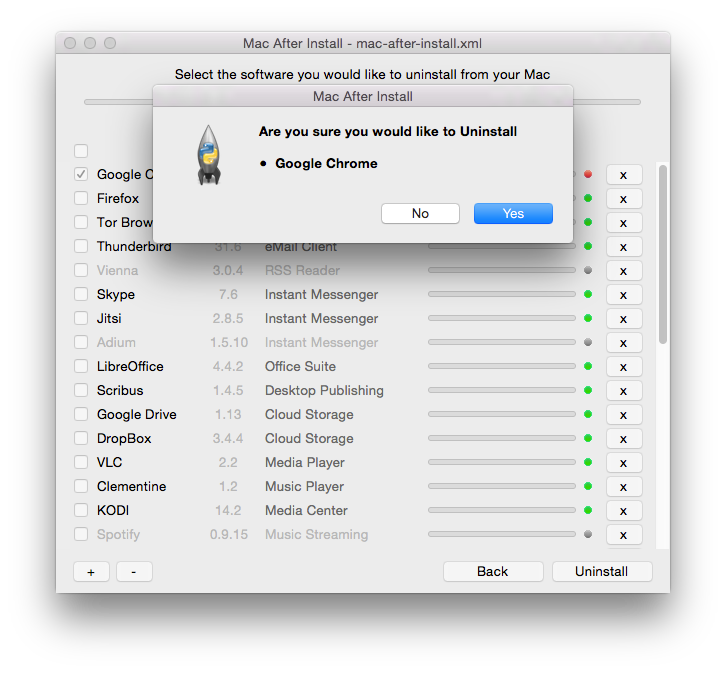 Mac After Install - mac-after-install.xml
Select the software you would like to uninstall from your Mac
Mac After Install
Are you sure you would like to Uninstall
• Google Chrome
No Yes
Google C x
Firefox x
Tor Brow x
Thunderbird 31.6 eMail Client x
Vienna 3.0.4 RSS Reader x
Skype 7.6 Instant Messenger x
Jitsi 2.8.5 Instant Messenger x
Adium 1.5.10 Instant Messenger x
LibreOffice 4.4.2 Office Suite x
Scribus 1.4.5 Desktop Publishing x
Google Drive 1.13 Cloud Storage x
DropBox 3.4.4 Cloud Storage x
VLC 2.2 Media Player x
Clementine 1.2 Music Player x
KODI 14.2 Media Center x
Spotify 0.9.15 Music Streaming x
+ - Back Uninstall